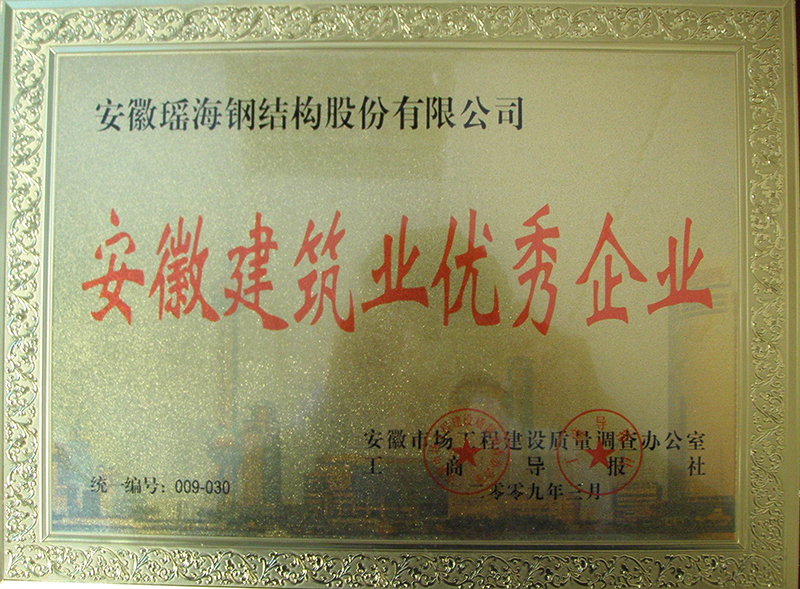 安徽瑶海钢结构股份有限公司
安徽建筑业优秀企业
安徽市场工程建设质量调查办公室
工商导报社
统一编号：009-030
二零零九年三月